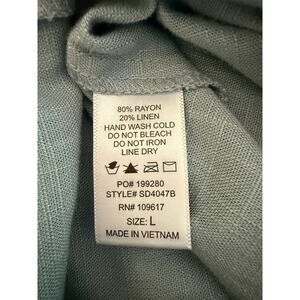 80% RAYON
20% LINEN
HAND WASH COLD
DO NOT BLEACH
DO NOT IRON
LINE DRY
PO# 199280
STYLE# SD4047B
RN# 109617
SIZE: L
MADE IN VIETNAM